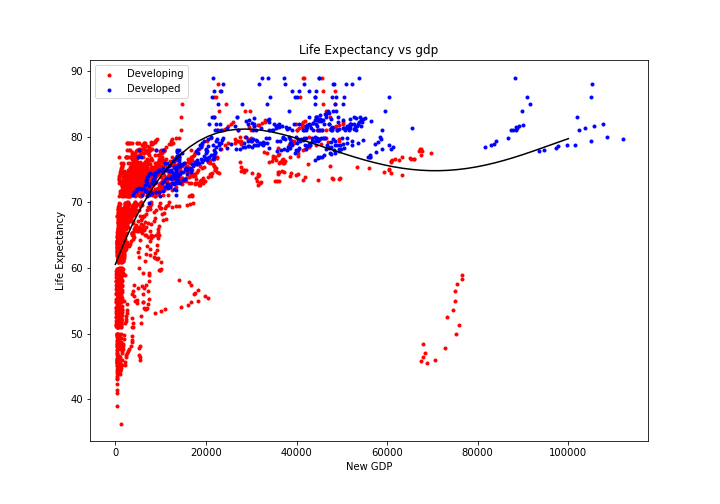 Life Expectancy vs gdp
Developing
Developed
90
80
70
60
50
40
Life Expectancy
0
20000
40000
60000
80000
100000
New GDP